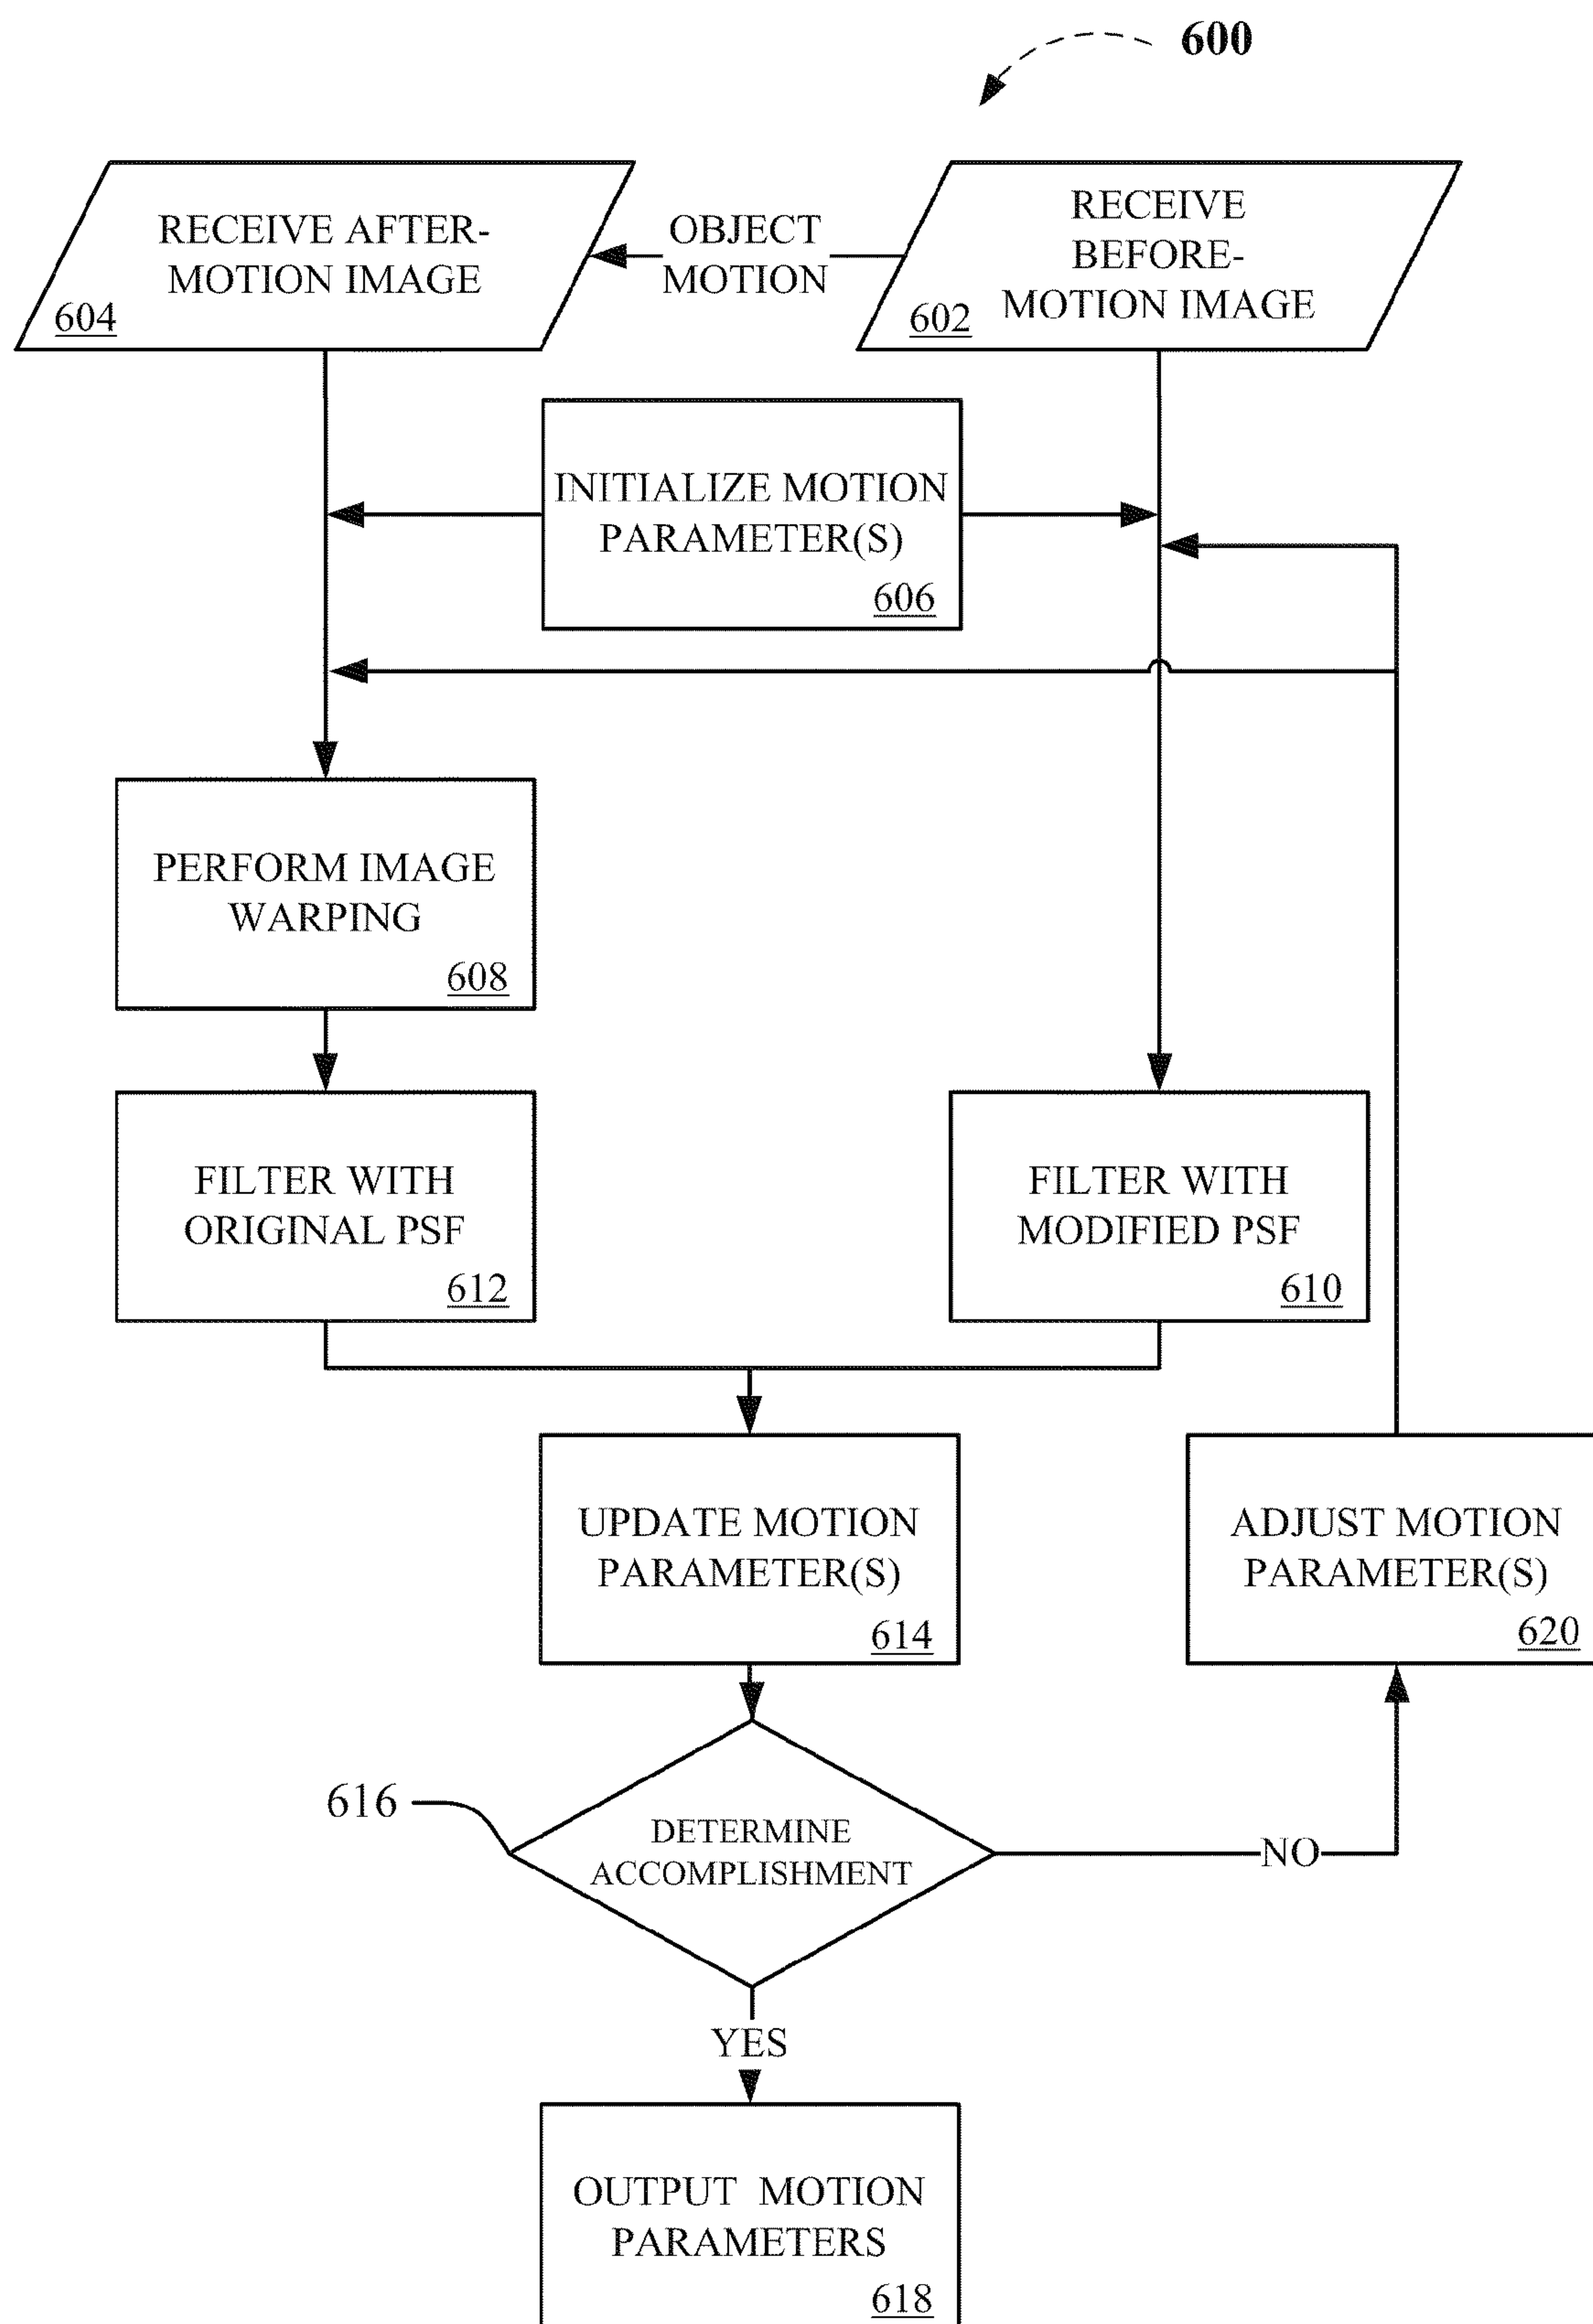 600
RECEIVE AFTER-
MOTION IMAGE
604
OBJECT
MOTION
RECEIVE
BEFORE-
MOTION IMAGE
602
INITIALIZE MOTION
PARAMETER(S)
606
PERFORM IMAGE
WARPING
608
FILTER WITH
ORIGINAL PSF
612
FILTER WITH
MODIFIED PSF
610
UPDATE MOTION
PARAMETER(S)
614
ADJUST MOTION
PARAMETER(S)
620
616
DETERMINE
ACCOMPLISHMENT
NO
YES
OUTPUT MOTION
PARAMETERS
618